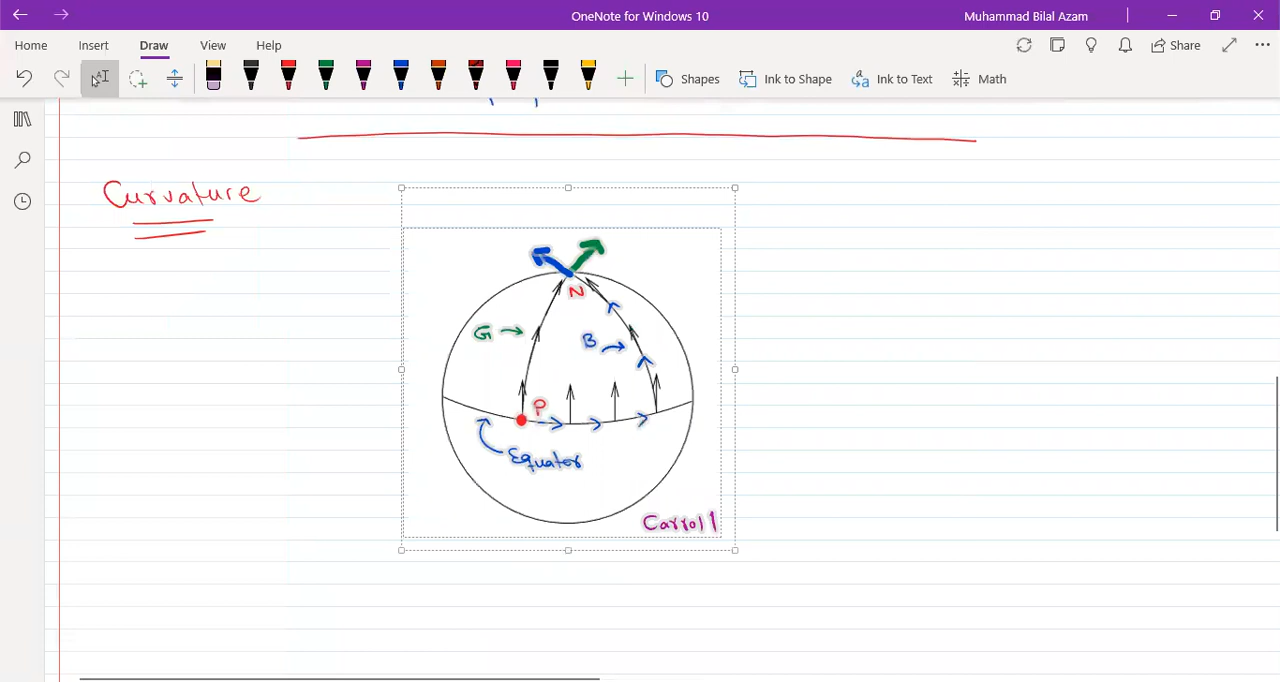 OneNote for Windows 10
Muhammad Bilal Azam
Home
Insert
Draw
View
Help
Share
Shapes
Ink to Shape
Ink to Text
Math
Curvature
N
G
B
P
Equator
Carroll